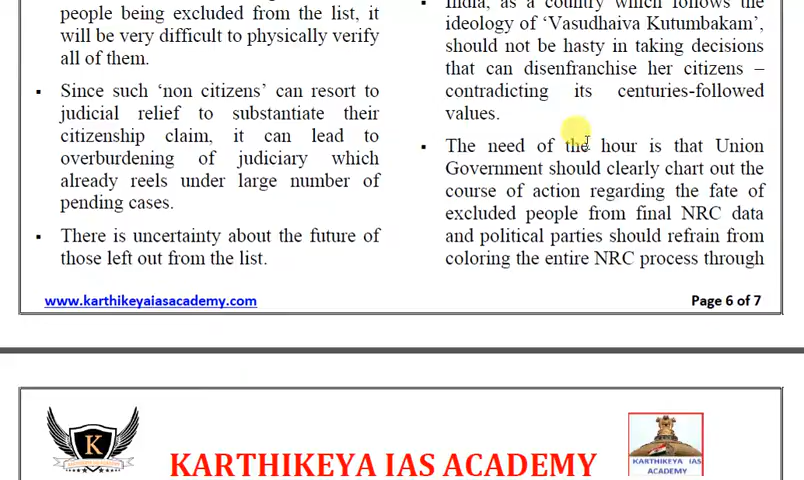 people being excluded from the list, it
will be very difficult to physically verify
all of them.
Since such ‘non citizens’ can resort to
judicial relief to substantiate their
citizenship claim, it can lead to
overburdening of judiciary which
already reels under large number of
pending cases.
There is uncertainty about the future of
those left out from the list.
India, as a country which follows the
ideology of ‘Vasudhaiva Kutumbakam’,
should not be hasty in taking decisions
that can disenfranchise her citizens –
contradicting its centuries-followed
values.
The need of the hour is that Union
Government should clearly chart out the
course of action regarding the fate of
excluded people from final NRC data
and political parties should refrain from
coloring the entire NRC process through
www.karthikeyaiasacademy.com
Page 6 of 7
K
KARTHIKEYA IAS ACADEMY
KARTHIKEYA IAS
ACADEMY